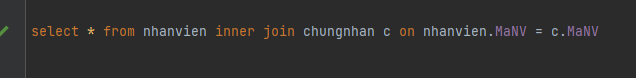 select * from nhanvien inner join chungnhan c on nhanvien.MaNV = c.MaNV